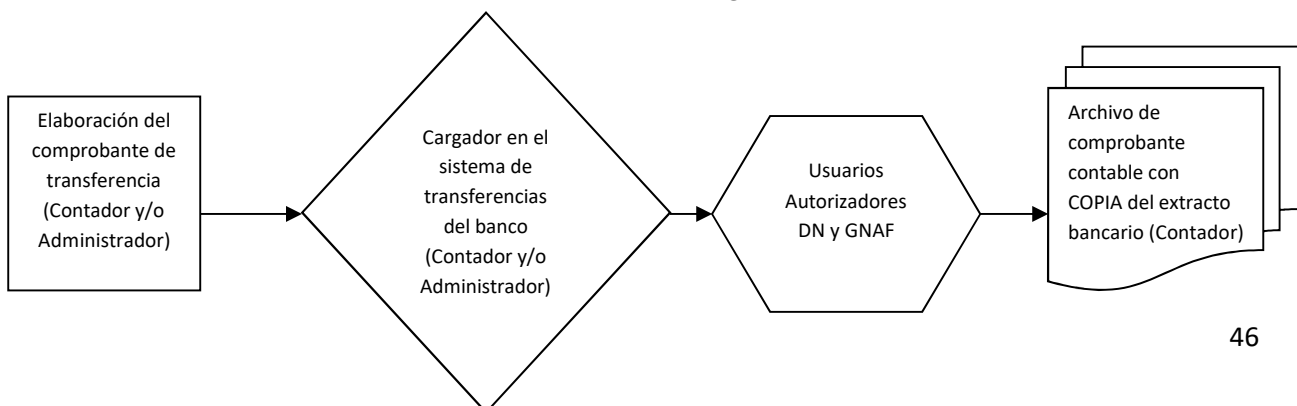 Elaboración del
comprobante de
transferencia
(Contador y/o
Administrador)
Cargador en el
sistema de
transferencias
del banco
(Contador y/o
Administrador)
Usuarios
Autorizadores
DN y GNAF
Archivo de
comprobante
contable con
COPIA del extracto
bancario (Contador)
46